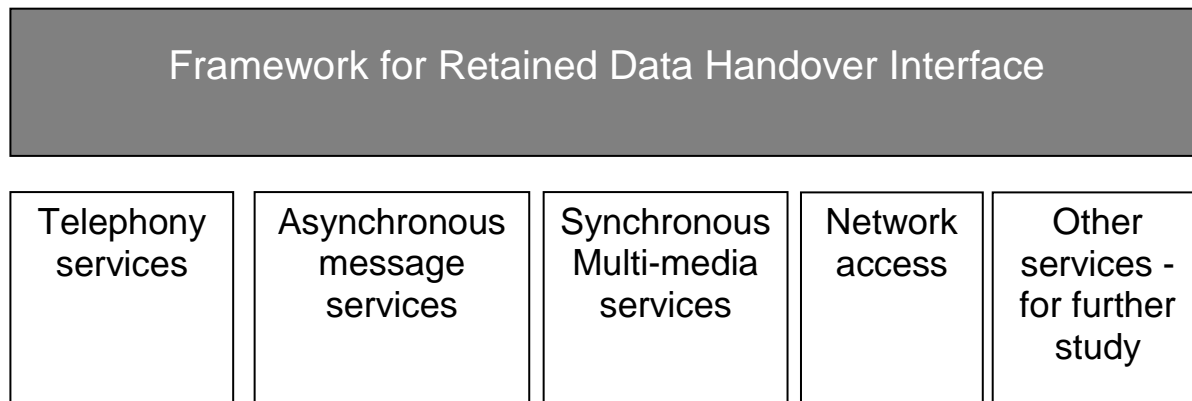 Framework for Retained Data Handover Interface
Telephony
services
Asynchronous
message
services
Synchronous
Multi-media
services
Network
access
Other
services -
for further
study